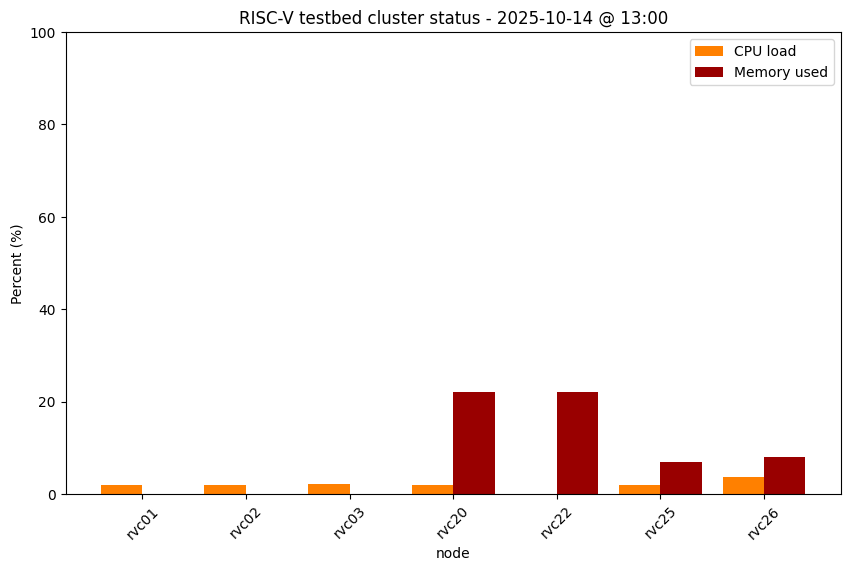 RISC-V testbed cluster status - 2025-10-14 @ 13:00
CPU load
Memory used
Percent (%)
100
80
60
40
20
0
rvc01
rvc02
rvc03
rvc20
rvc22
rvc25
rvc26
node